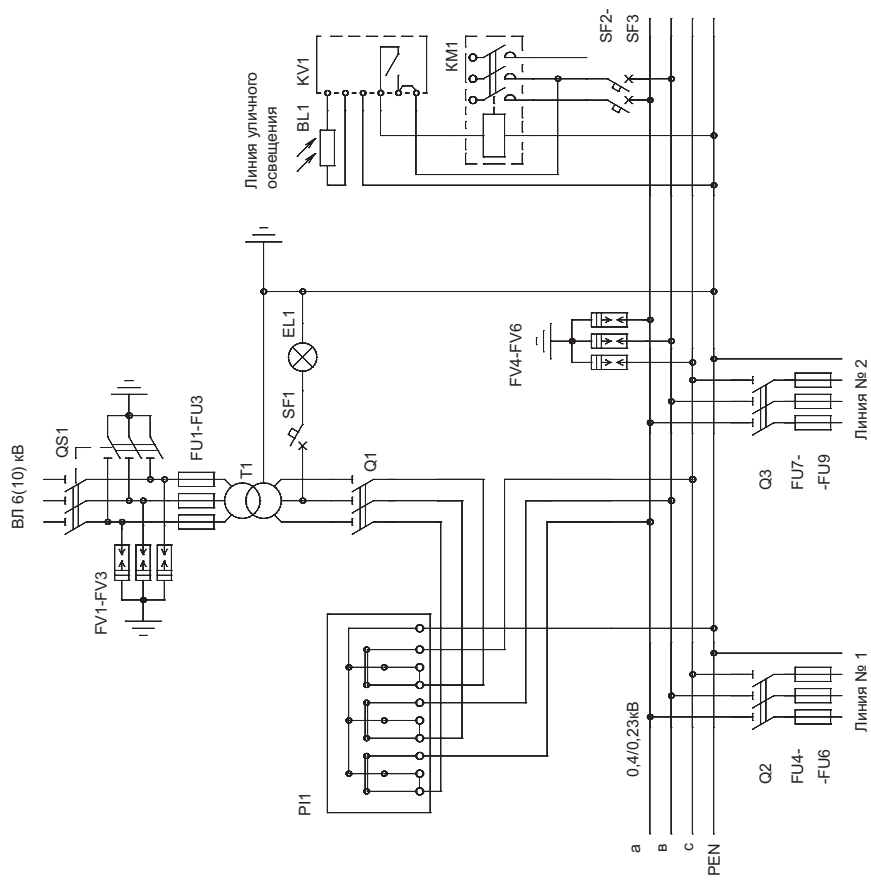 ВЛ 6(10) кВ
QS1
FV1-FV3
FU1-FU3
T1
SF1
EL1
Q1
PI1
Линия уличного
освещения
BL1
KV1
KM1
SF2-
SF3
FV4-FV6
0,4/0,23кВ
а
в
с
PEN
Q2
FU4-
-FU6
Линия № 1
Q3
FU7-
-FU9
Линия № 2